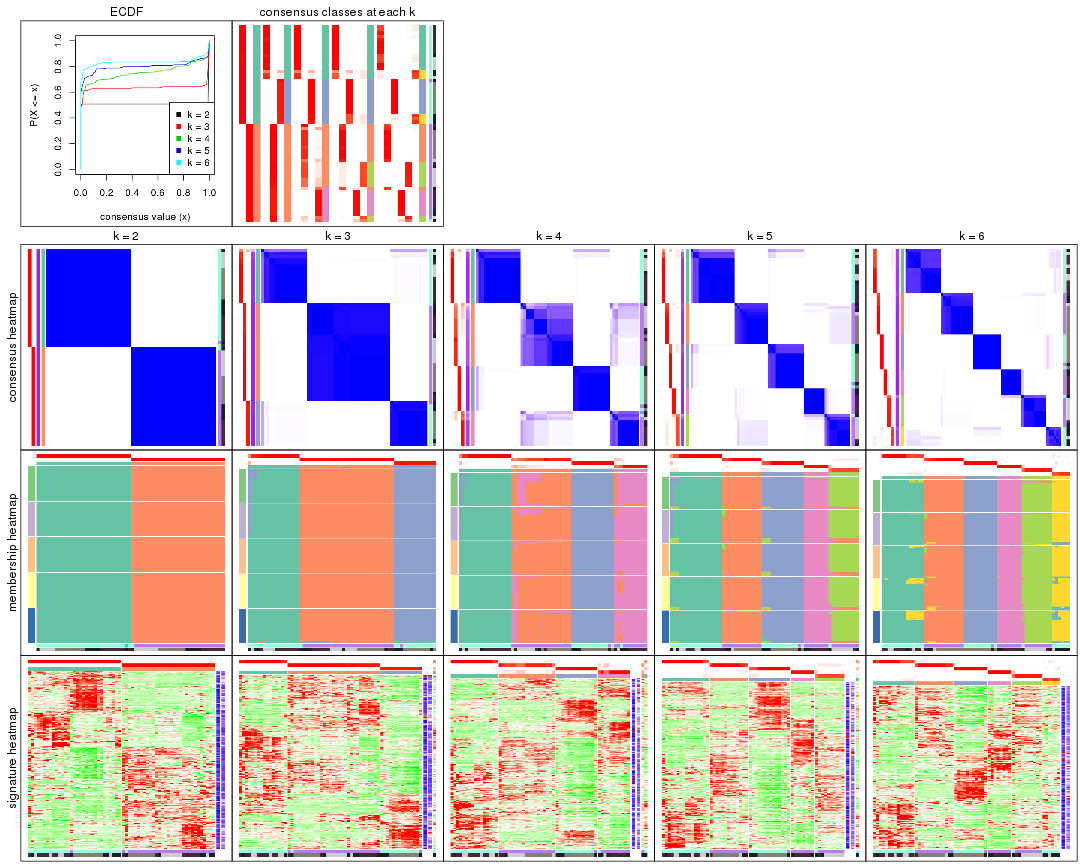 ECDF
consensus classes at each k
P(X <= x)
0.0 0.2 0.4 0.6 0.8 1.0
k = 2
k = 3
k = 4
k = 5
k = 6
0.0 0.2 0.4 0.6 0.8 1.0
consensus value (x)
k = 2
k = 3
k = 4
k = 5
k = 6
consensus heatmap
membership heatmap
signature heatmap